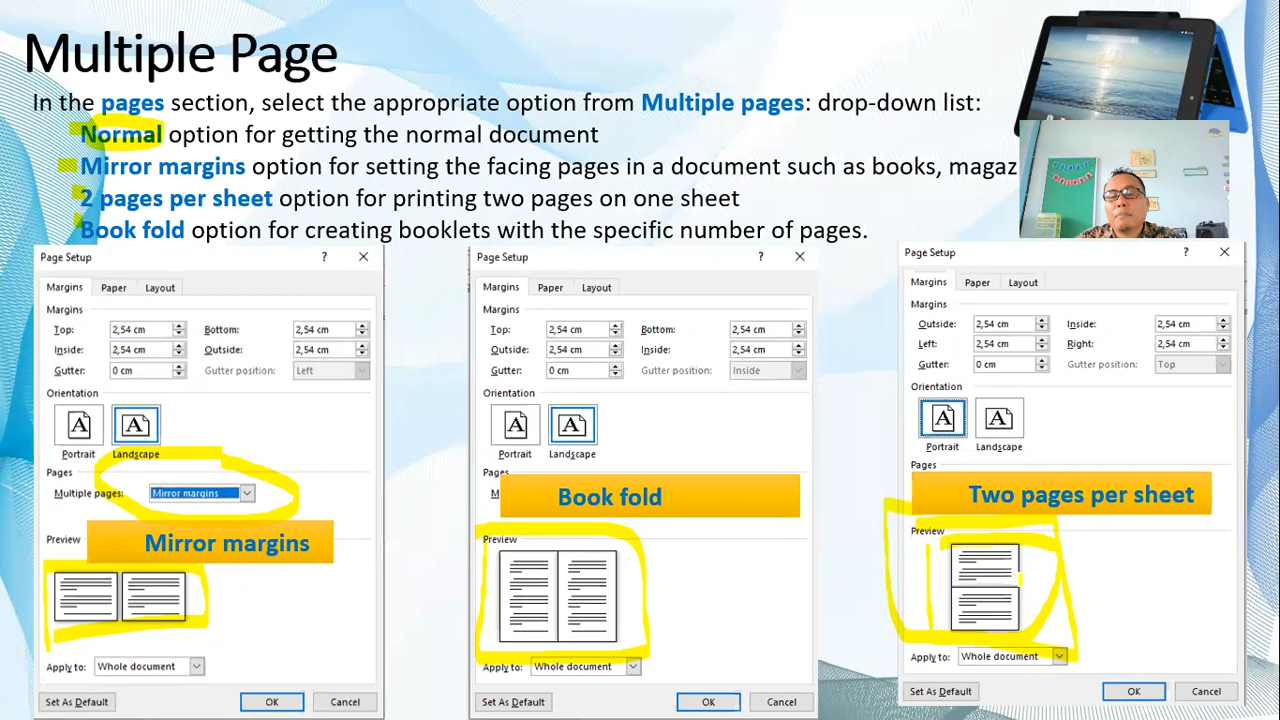 Multiple Page
In the pages section, select the appropriate option from Multiple pages: drop-down list:
Normal option for getting the normal document
Mirror margins option for setting the facing pages in a document such as books, magaz
2 pages per sheet option for printing two pages on one sheet
Book fold option for creating booklets with the specific number of pages.
Page Setup ? ×
Margins Paper Layout
Margins
Top: 2,54 cm Bottom: 2,54 cm
Inside: 2,54 cm Outside: 2,54 cm
Gutter: 0 cm Gutter position: Left
Orientation
Portrait Landscape
Pages
Multiple pages: Mirror margins
Mirror margins
Preview
Apply to: Whole document
Set As Default OK Cancel
Page Setup ? ×
Margins Paper Layout
Margins
Top: 2,54 cm Bottom: 2,54 cm
Outside: 2,54 cm Inside: 2,54 cm
Gutter: 0 cm Gutter position: Inside
Orientation
Portrait Landscape
Pages
Book fold
Preview
Apply to: Whole document
Set As Default OK Cancel
Page Setup ? ×
Margins Paper Layout
Margins
Outside: 2,54 cm Inside: 2,54 cm
Left: 2,54 cm Right: 2,54 cm
Gutter: 0 cm Gutter position: Top
Orientation
Portrait Landscape
Pages
Two pages per sheet
Preview
Apply to: Whole document
Set As Default OK Cancel